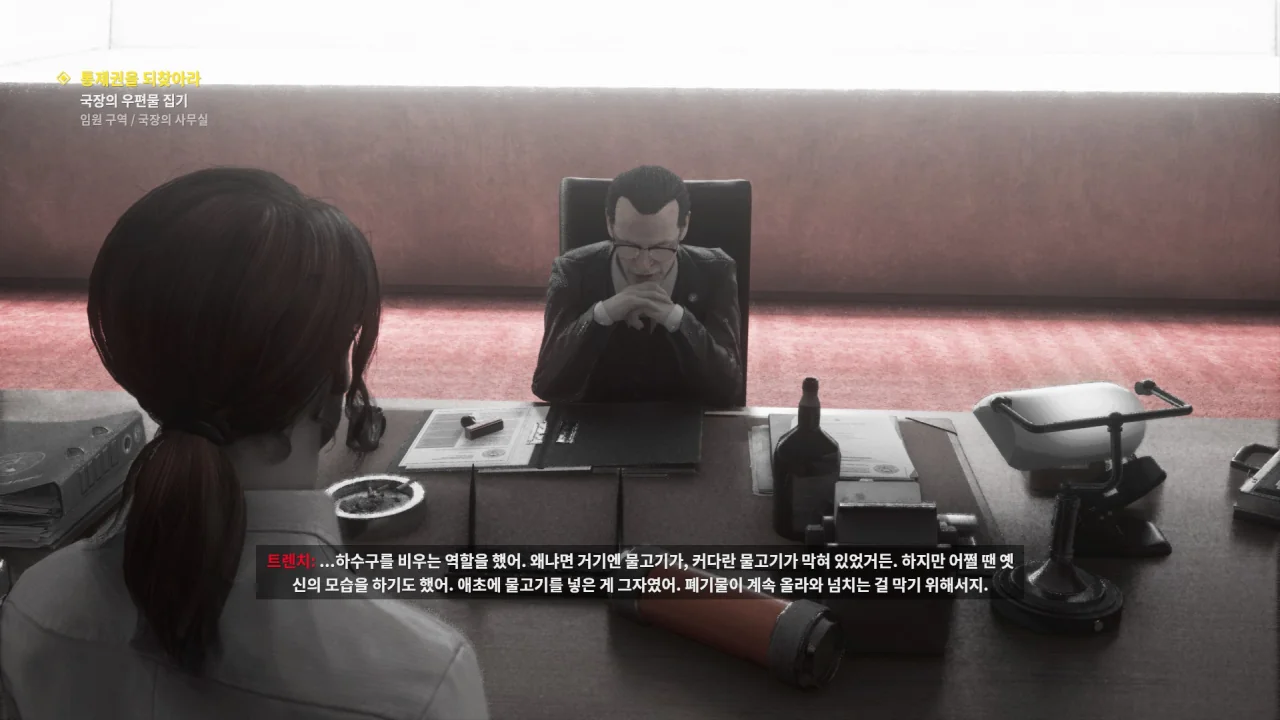 통제권을 되찾아라
국장의 우편물 집기
임원 구역 / 국장의 사무실
트렌치: ...하수구를 비우는 역할을 했어. 왜냐면 거기엔 물고기가, 커다란 물고기가 막혀 있었거든. 하지만 어쩔 땐 옛
신의 모습을 하기도 했어. 애초에 물고기를 넣은 게 그자였어. 폐기물이 계속 올라와 넘치는 걸 막기 위해서지.